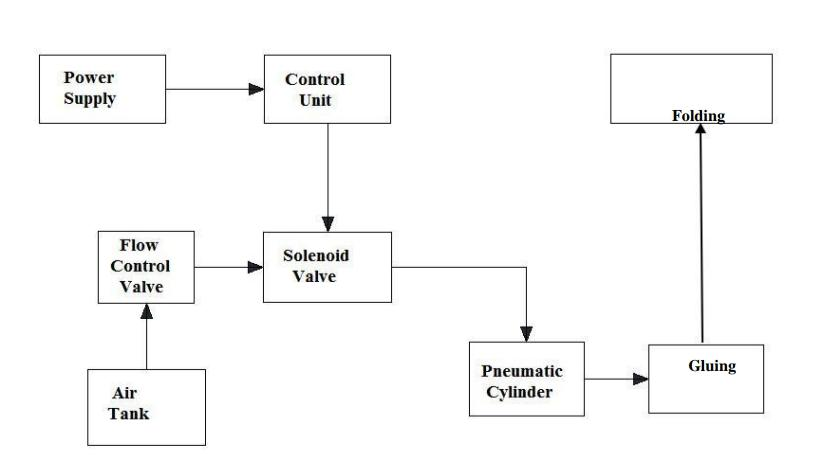 Power
Supply
Control
Unit
Folding
Flow
Control
Valve
Solenoid
Valve
Pneumatic
Cylinder
Gluing
Air
Tank